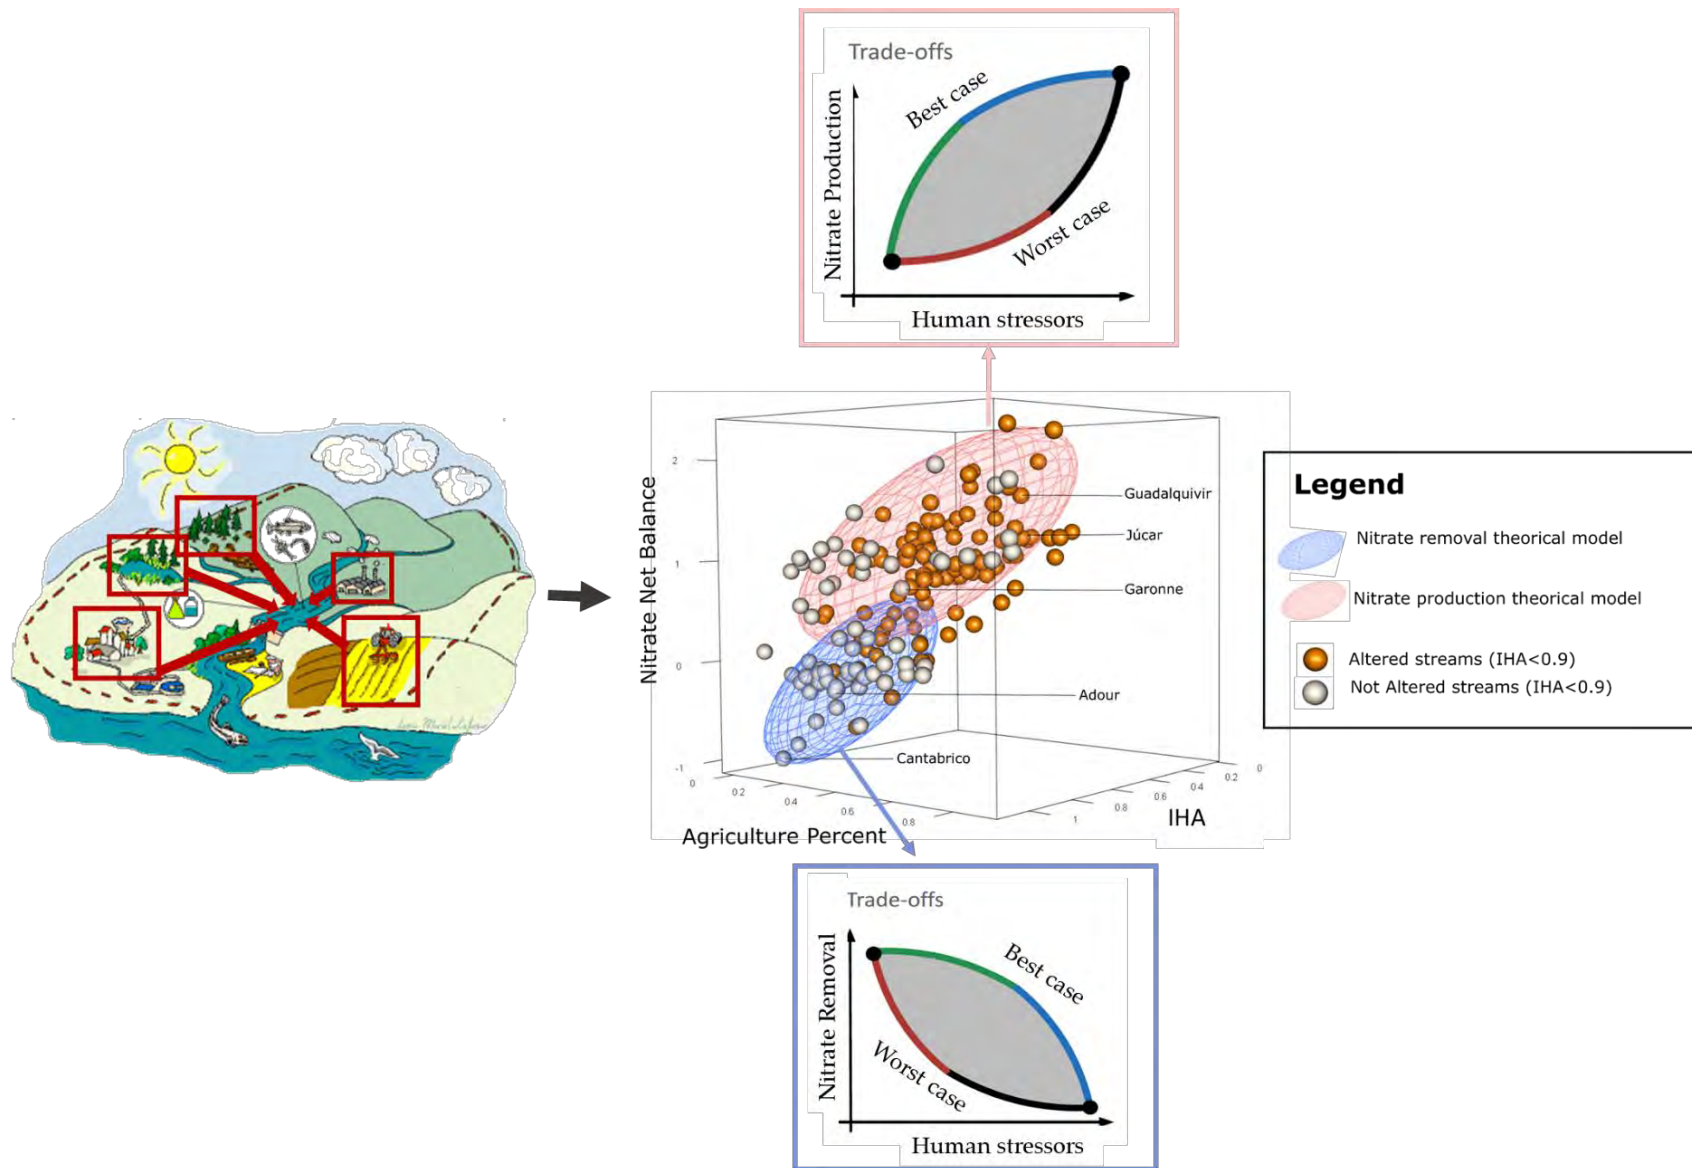 Trade-offs
Nitrate Production
Best case
Worst case
Human stressors
Nitrate Net Balance
2
1
0
-1
0
0.2
0.4
0.6
0.8
Agriculture Percent
1
0.8
0.6
0.4
0.2
0
IHA
Guadalquivir
Júcar
Garonne
Adour
Cantabrico
Legend
Nitrate removal theorical model
Nitrate production theorical model
Altered streams (IHA<0.9)
Not Altered streams (IHA<0.9)
Trade-offs
Nitrate Removal
Best case
Worst case
Human stressors